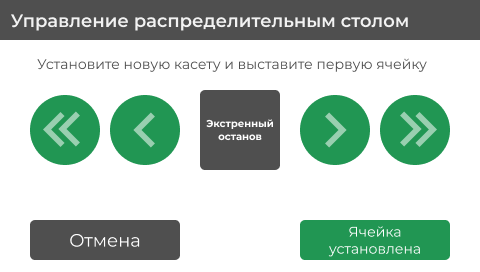 Управление распределительным столом
Установите новую касету и выставите первую ячейку
Экстренный
останов
Отмена
Ячейка
установлена